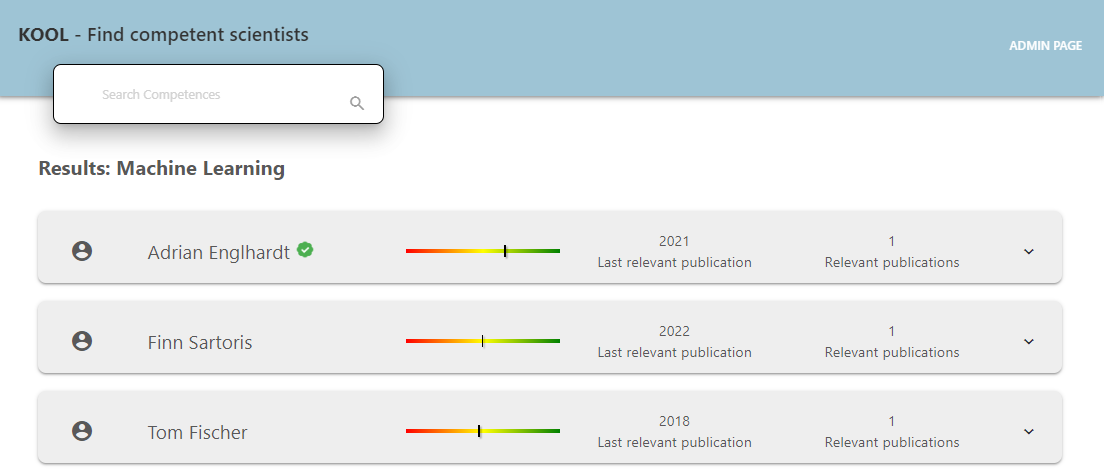 KOOL - Find competent scientists
ADMIN PAGE
Search Competences
Results: Machine Learning
Adrian Englhardt
2021
Last relevant publication
1
Relevant publications
Finn Sartoris
2022
Last relevant publication
1
Relevant publications
Tom Fischer
2018
Last relevant publication
1
Relevant publications